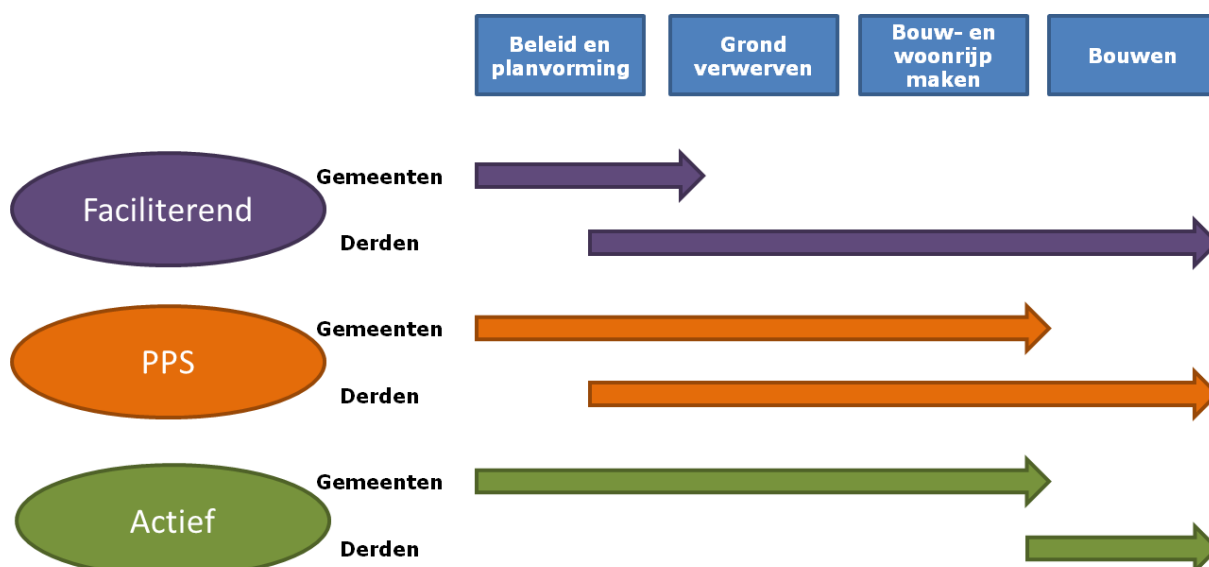 Beleid en
planvorming
Grond
verwerven
Bouw- en
woonrijp
maken
Bouwen
Faciliterend
Gemeenten
Derden
PPS
Gemeenten
Derden
Actief
Gemeenten
Derden